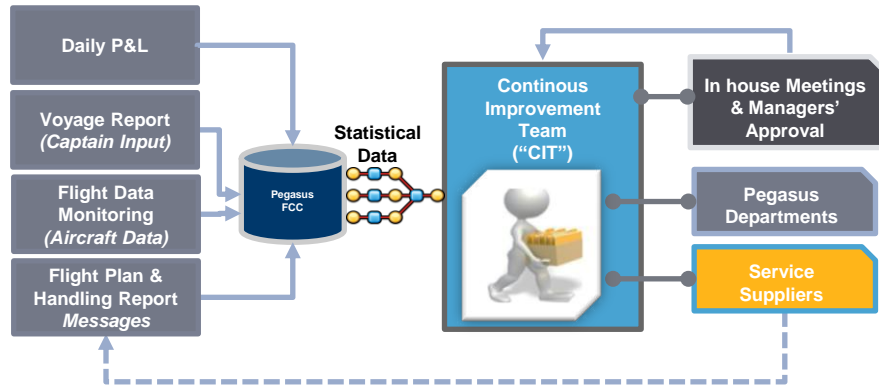 Daily P&L
Voyage Report
(Captain Input)
Flight Data
Monitoring
(Aircraft Data)
Flight Plan &
Handling Report
Messages
Pegasus
FCC
Statistical
Data
Continous
Improvement
Team
("CIT")
In house Meetings
& Managers'
Approval
Pegasus
Departments
Service
Suppliers